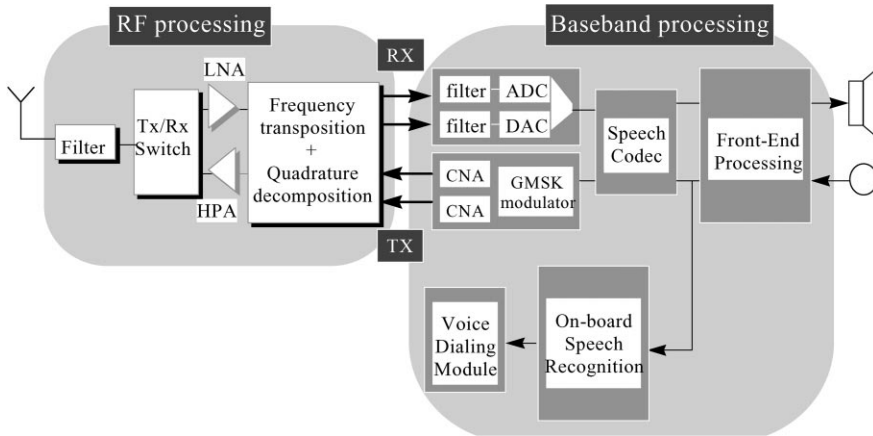 RF processing
Baseband processing
RX
LNA
Filter
Tx/Rx
Switch
Frequency
transposition
+
Quadrature
decomposition
HPA
TX
filter
ADC
filter
DAC
CNA
CNA
GMSK
modulator
Speech
Codec
Front-End
Processing
Voice
Dialing
Module
On-board
Speech
Recognition